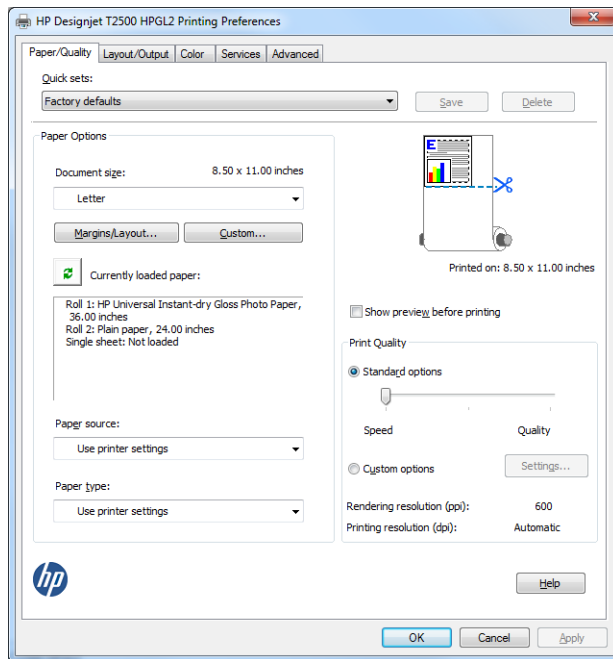 HP Designjet T2500 HPGL2 Printing Preferences
Paper/Quality Layout/Output Color Services Advanced
Quick sets:
Factory defaults Save Delete
Paper Options
Document size: 8.50 x 11.00 inches
Letter
Margins/Layout... Custom...
Currently loaded paper:
Roll 1: HP Universal Instant-dry Gloss Photo Paper,
36.00 inches
Roll 2: Plain paper, 24.00 inches
Single sheet: Not loaded
Paper source:
Use printer settings
Paper type:
Use printer settings
E
Printed on: 8.50 x 11.00 inches
Show preview before printing
Print Quality
Standard options
Speed Quality
Custom options Settings...
Rendering resolution (ppi): 600
Printing resolution (dpi): Automatic
hp
Help
OK Cancel Apply